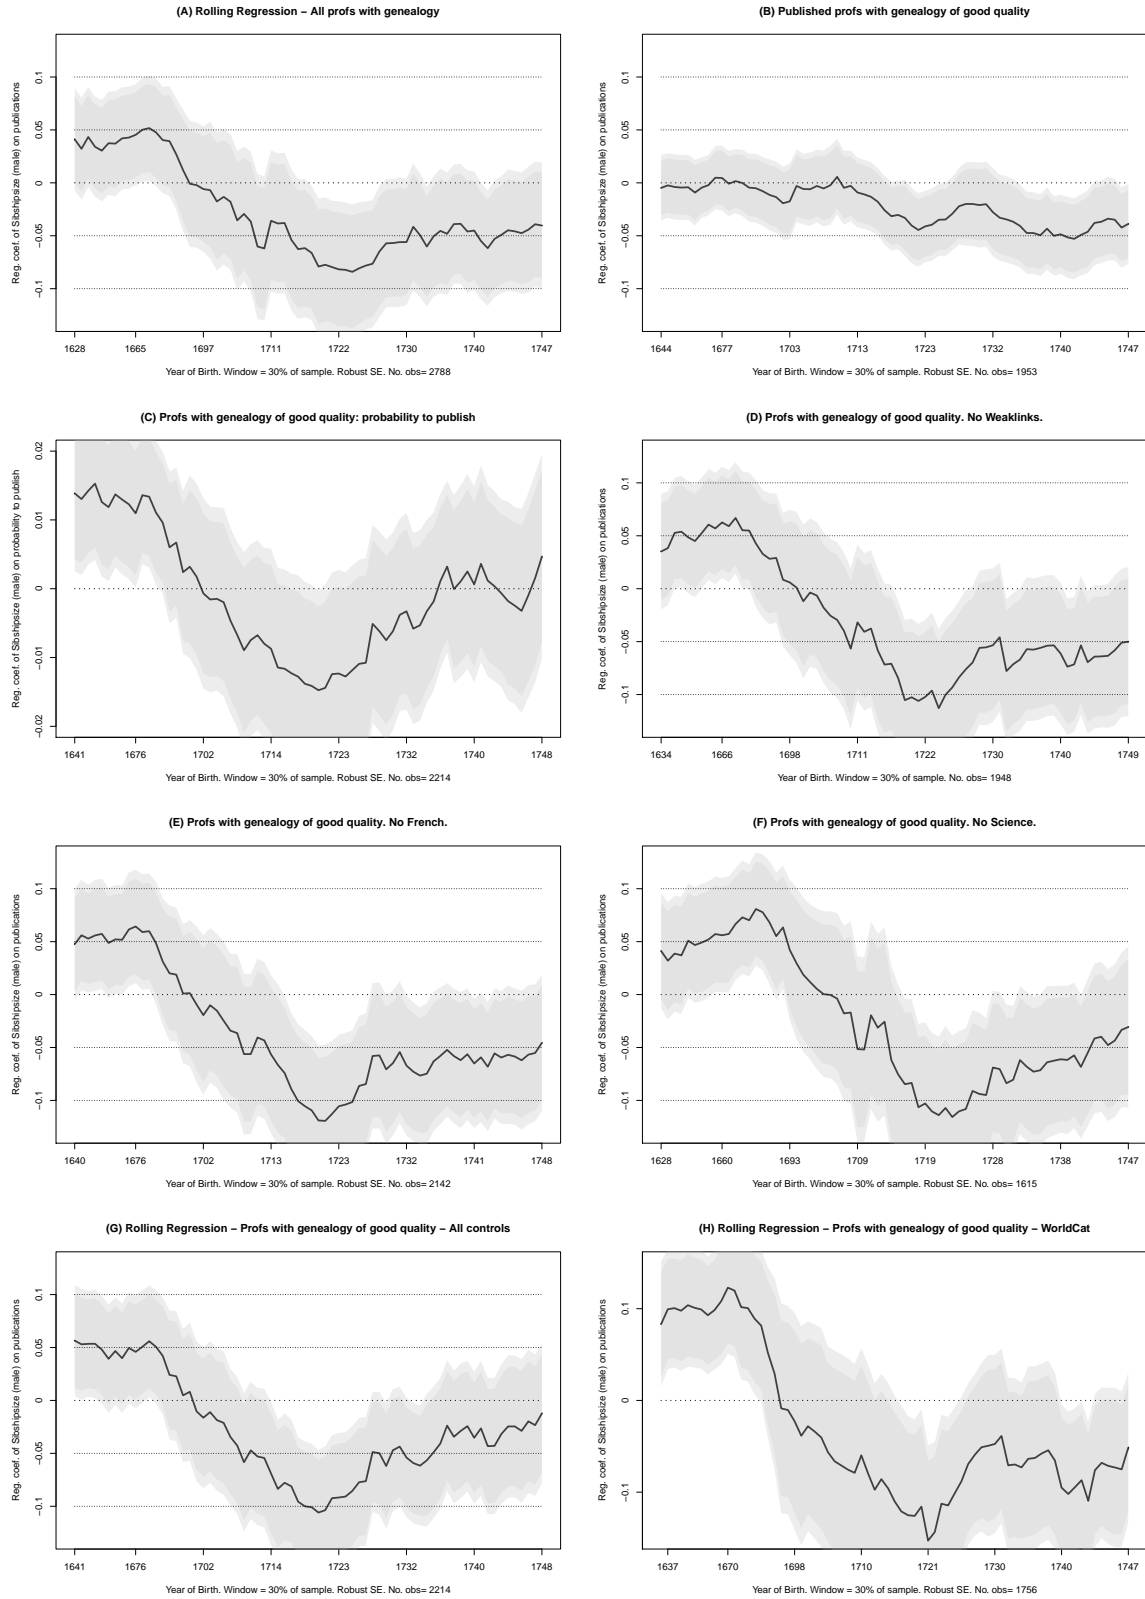 (A) Rolling Regression − All profs with genealogy
Reg. coef. of Sibshipsize (male) on publications
0.1
0.05
0
−0.05
−0.1
1628 1665 1697 1711 1722 1730 1740 1747
Year of Birth. Window = 30% of sample. Robust SE. No. obs= 2788
(B) Published profs with genealogy of good quality
Reg. coef. of Sibshipsize (male) on publications
0.1
0.05
0
−0.05
−0.1
1644 1677 1703 1713 1723 1732 1740 1747
Year of Birth. Window = 30% of sample. Robust SE. No. obs= 1953
(C) Profs with genealogy of good quality: probability to publish
Reg. coef. of Sibshipsize (male) on probability to publish
0.02
0.01
0
−0.01
−0.02
1641 1676 1702 1714 1723 1732 1740 1748
Year of Birth. Window = 30% of sample. Robust SE. No. obs= 2214
(D) Profs with genealogy of good quality. No Weaklinks.
Reg. coef. of Sibshipsize (male) on publications
0.1
0.05
0
−0.05
−0.1
1634 1666 1698 1711 1722 1730 1740 1749
Year of Birth. Window = 30% of sample. No. obs= 1948
(E) Profs with genealogy of good quality. No French.
Reg. coef. of Sibshipsize (male) on publications
0.1
0.05
0
−0.05
−0.1
1640 1676 1702 1713 1723 1732 1741 1748
Year of Birth. Window = 30% of sample. Robust SE. No. obs= 2142
(F) Profs with genealogy of good quality. No Science.
Reg. coef. of Sibshipsize (male) on publications
0.1
0.05
0
−0.05
−0.1
1628 1660 1693 1709 1719 1728 1738 1747
Year of Birth. Window = 30% of sample. Robust SE. No. obs= 1615
(G) Rolling Regression − Profs with genealogy of good quality − All controls
Reg. coef. of Sibshipsize (male) on publications
0.1
0.05
0
−0.05
−0.1
1641 1676 1702 1714 1723 1732 1740 1748
Year of Birth. Window = 30% of sample. Robust SE. No. obs= 2214
(H) Rolling Regression − Profs with genealogy of good quality − WorldCat
Reg. coef. of Sibshipsize (male) on publications
0.1
0
−0.1
1637 1670 1698 1710 1721 1730 1740 1747
Year of Birth. Window = 30% of sample. Robust SE. No. obs= 1756